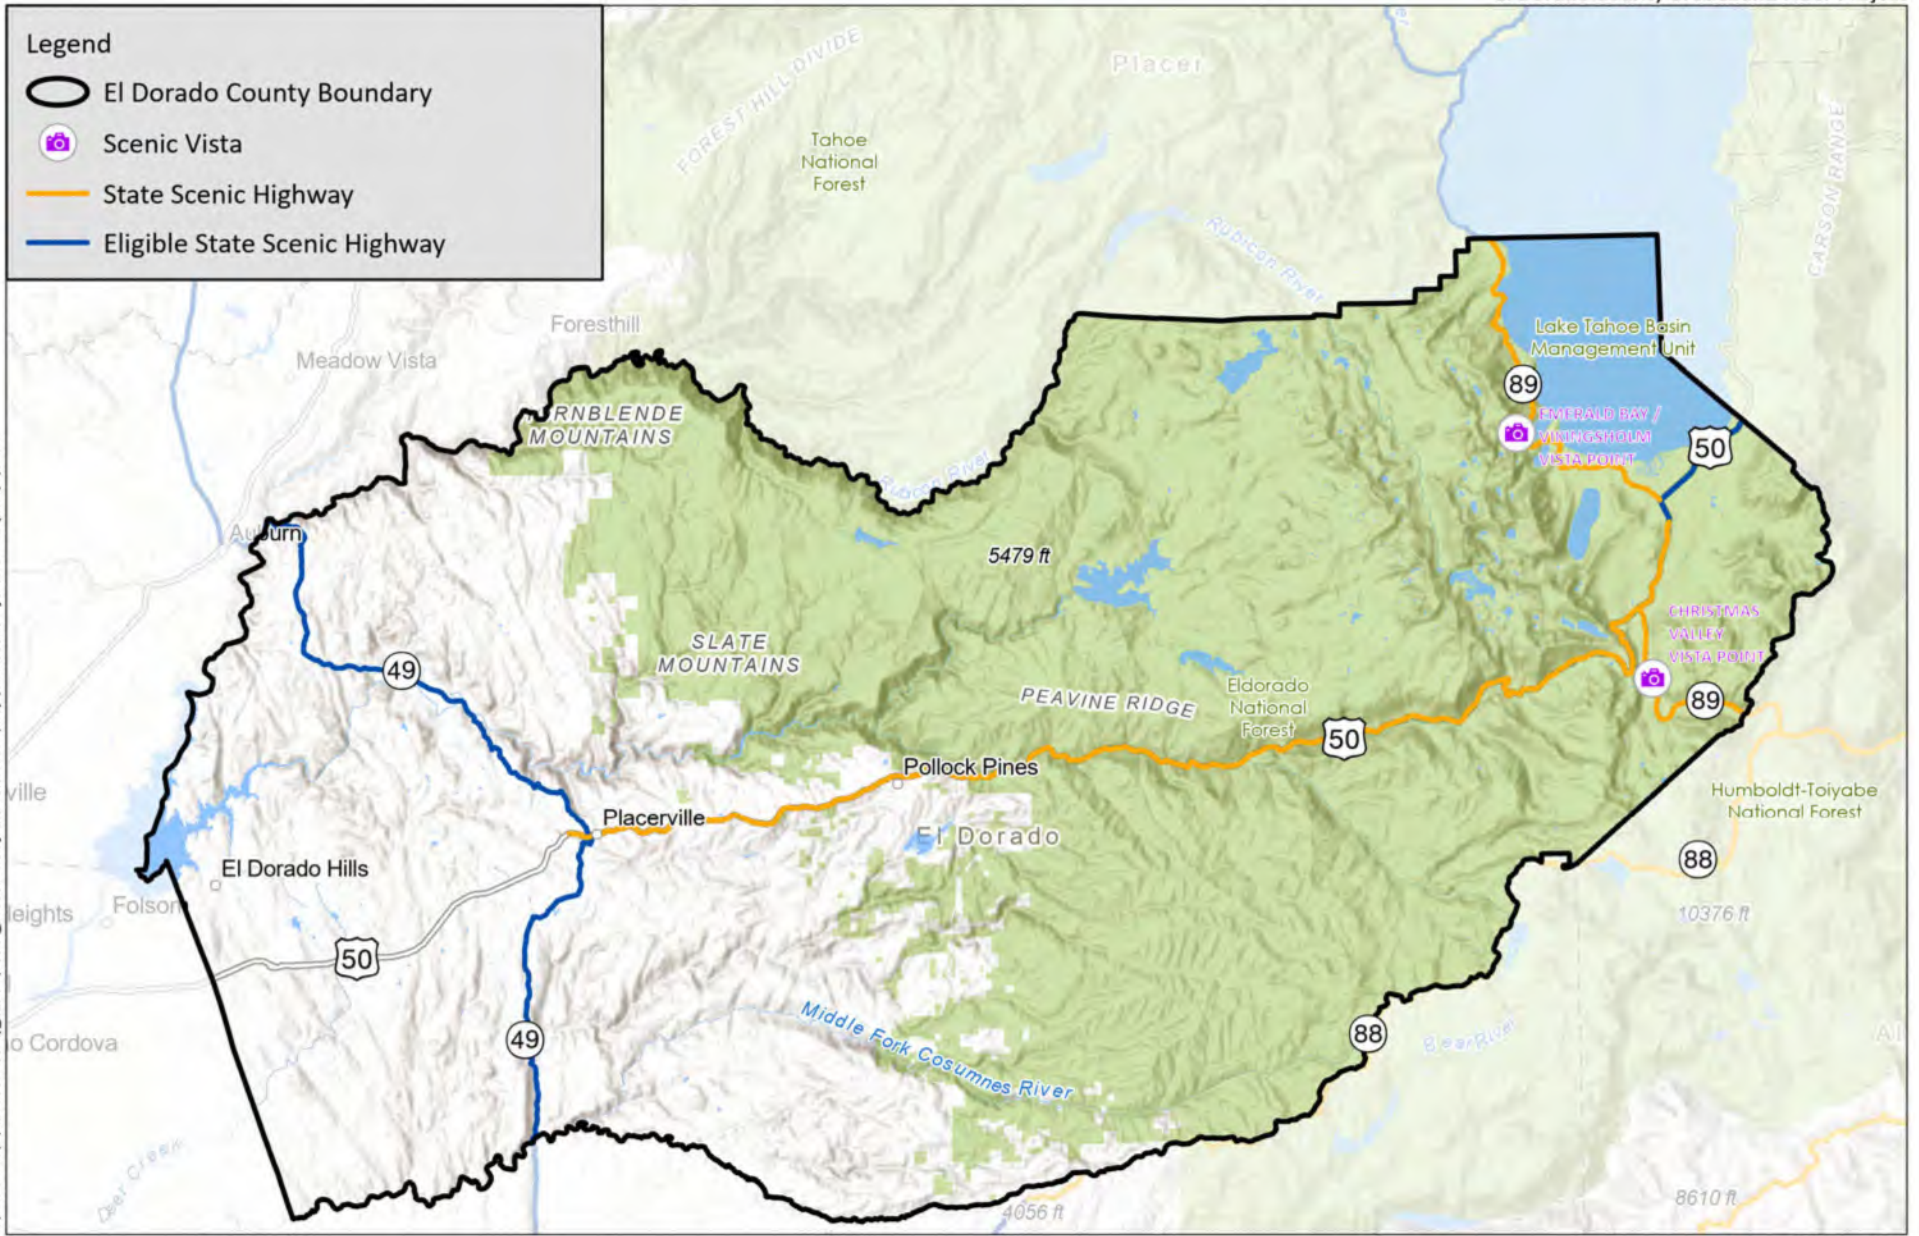 Legend
El Dorado County Boundary
Scenic Vista
State Scenic Highway
Eligible State Scenic Highway
FOREST HILL DIVIDE
Placer
Tahoe
National
Forest
CARSON RANGE
Rubicon River
Foresthill
Meadow Vista
Lake Tahoe Basin
Management Unit
89
RNBLENDE
MOUNTAINS
EMERALD BAY /
VIKINGSHOLM
VISTA POINT
50
Rubicon River
Auburn
5479 ft
CHRISTMAS
VALLEY
VISTA POINT
SLATE
MOUNTAINS
49
PEAVINE RIDGE
Eldorado
National
Forest
89
50
Pollock Pines
ville
Humboldt-Toiyabe
National Forest
Placerville
El Dorado
88
El Dorado Hills
Folsom
leights
10376 ft
50
Middle Fork Cosumnes River
49
88
Bear River
o Cordova
Al
Deer Creek
4056 ft
8610 ft